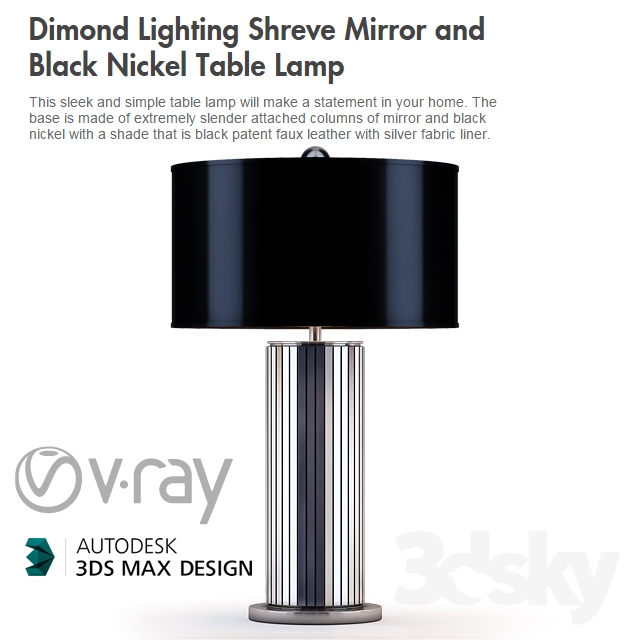 Dimond Lighting Shreve Mirror and
Black Nickel Table Lamp
This sleek and simple table lamp will make a statement in your home. The
base is made of extremely slender attached columns of mirror and black
nickel with a shade that is black patent faux leather with silver fabric liner.
v·ray
AUTODESK
3DS MAX DESIGN
3dsky